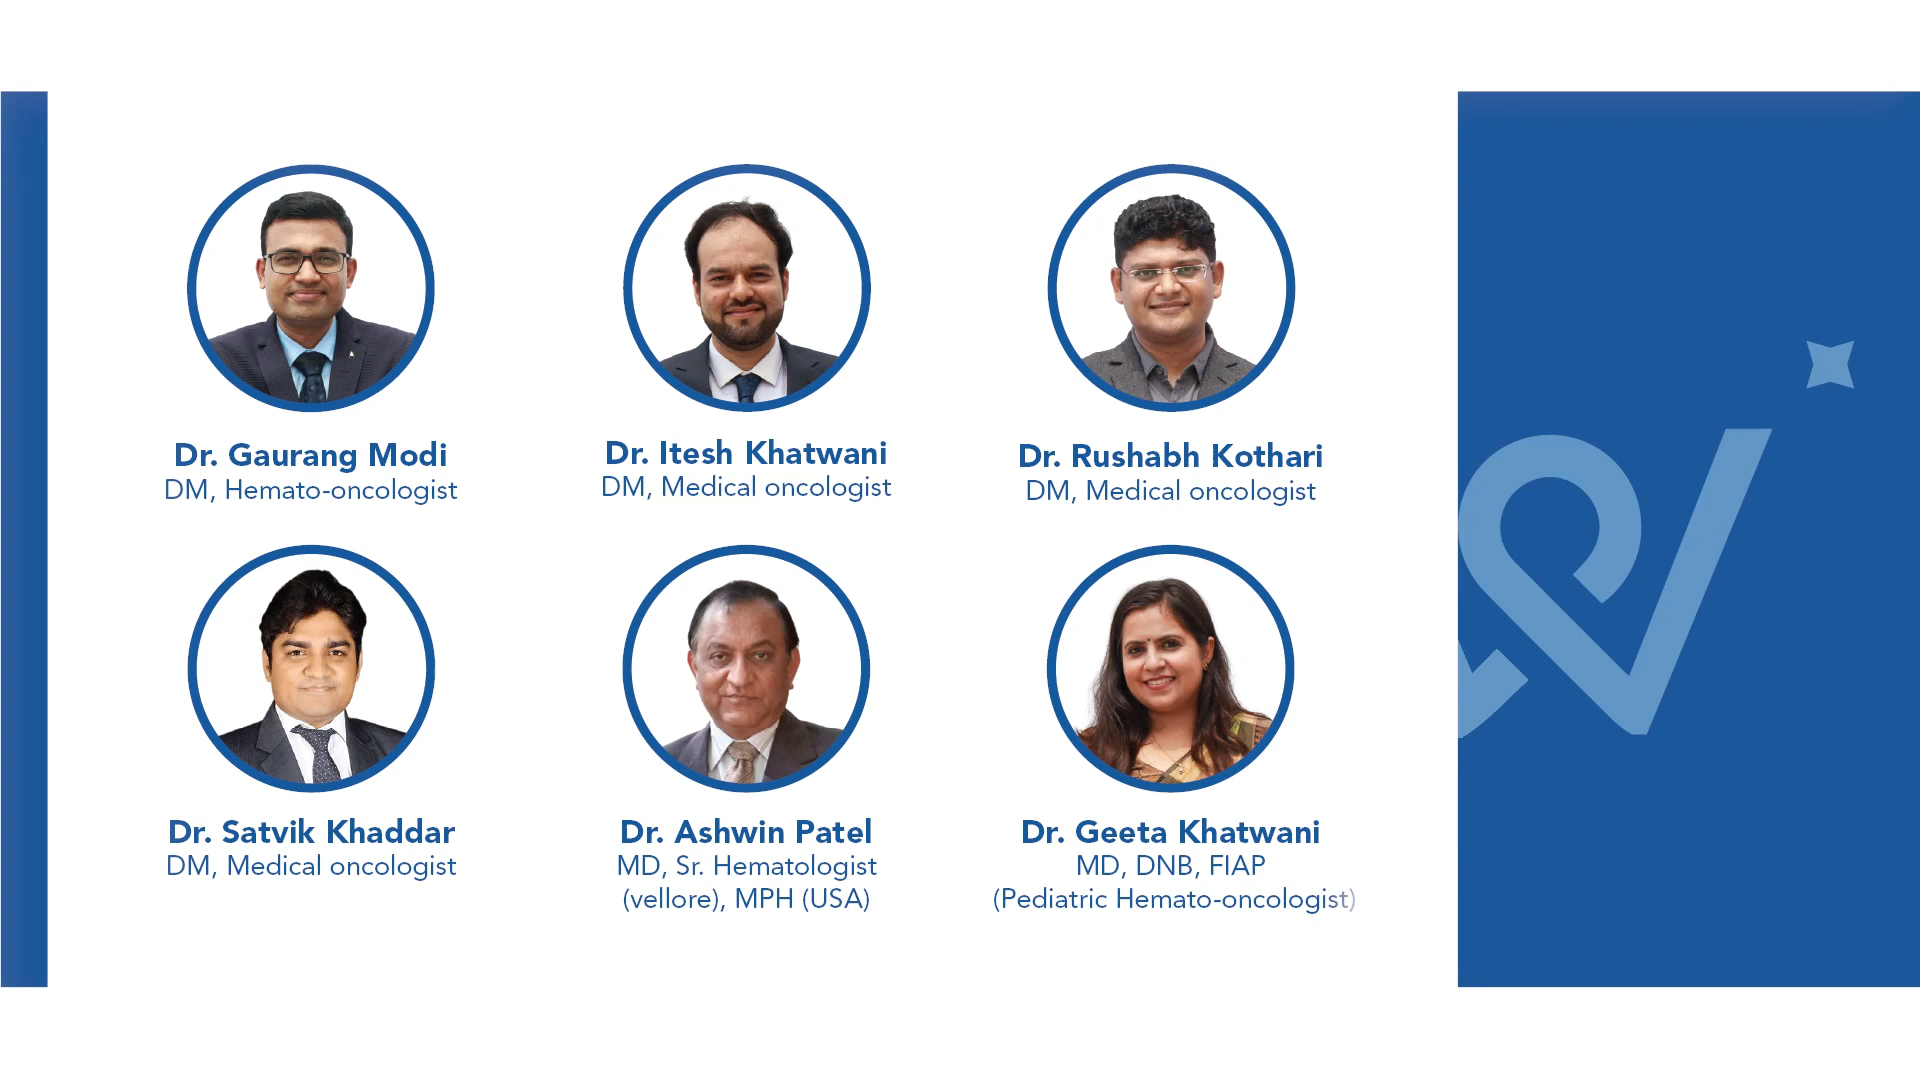 Dr. Gaurang Modi
DM, Hemato-oncologist
Dr. Itesh Khatwani
DM, Medical oncologist
Dr. Rushabh Kothari
DM, Medical oncologist
Dr. Satvik Khaddar
DM, Medical oncologist
Dr. Ashwin Patel
MD, Sr. Hematologist
(vellore), MPH (USA)
Dr. Geeta Khatwani
MD, DNB, FIAP
(Pediatric Hemato-oncologist)